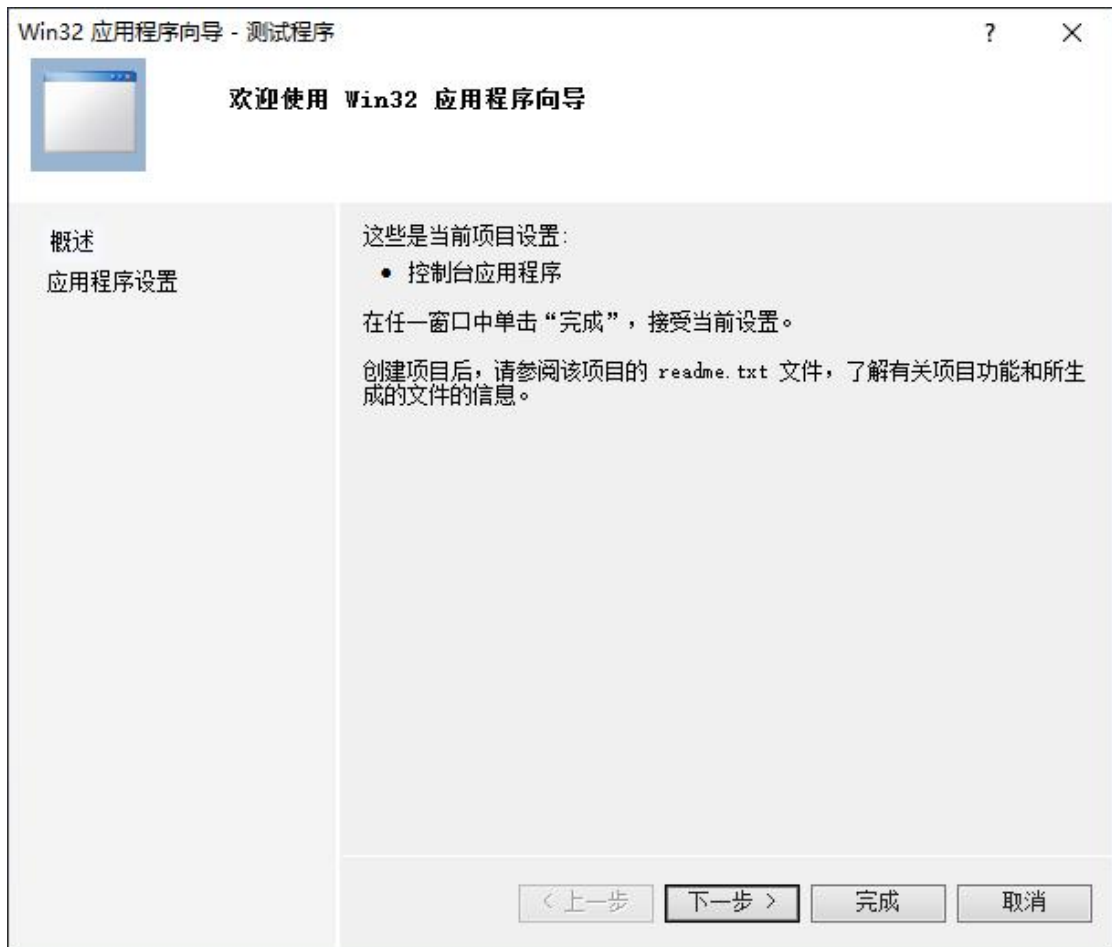 Win32 应用程序向导 - 测试程序
?
欢迎使用 Win32 应用程序向导
概述
应用程序设置
这些是当前项目设置:
• 控制台应用程序
在任一窗口中单击“完成”，接受当前设置。
创建项目后，请参阅该项目的 readme.txt 文件，了解有关项目功能和所生
成的文件的信息。
< 上一步
下一步 >
完成
取消